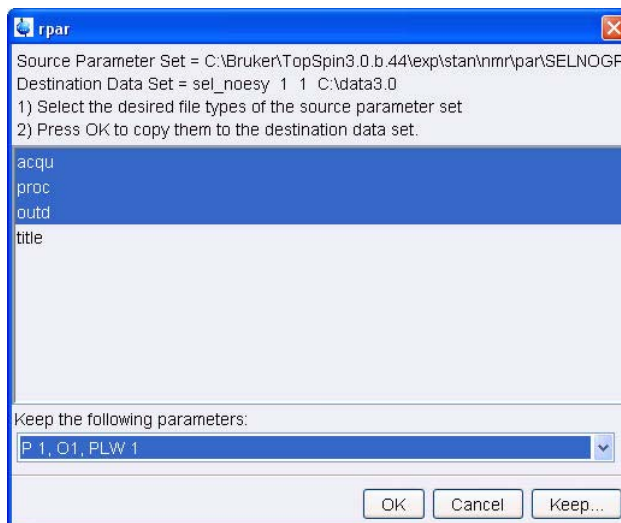 rpar
Source Parameter Set = C:\Bruker\TopSpin3.0.b.44\exp\stan\nmr\par\SELNOGP
Destination Data Set = sel_noesy 1 1 C:\data3.0
1) Select the desired file types of the source parameter set
2) Press OK to copy them to the destination data set.
acqu
proc
outd
title
Keep the following parameters:
P 1, O1, PLW 1
OK Cancel Keep...